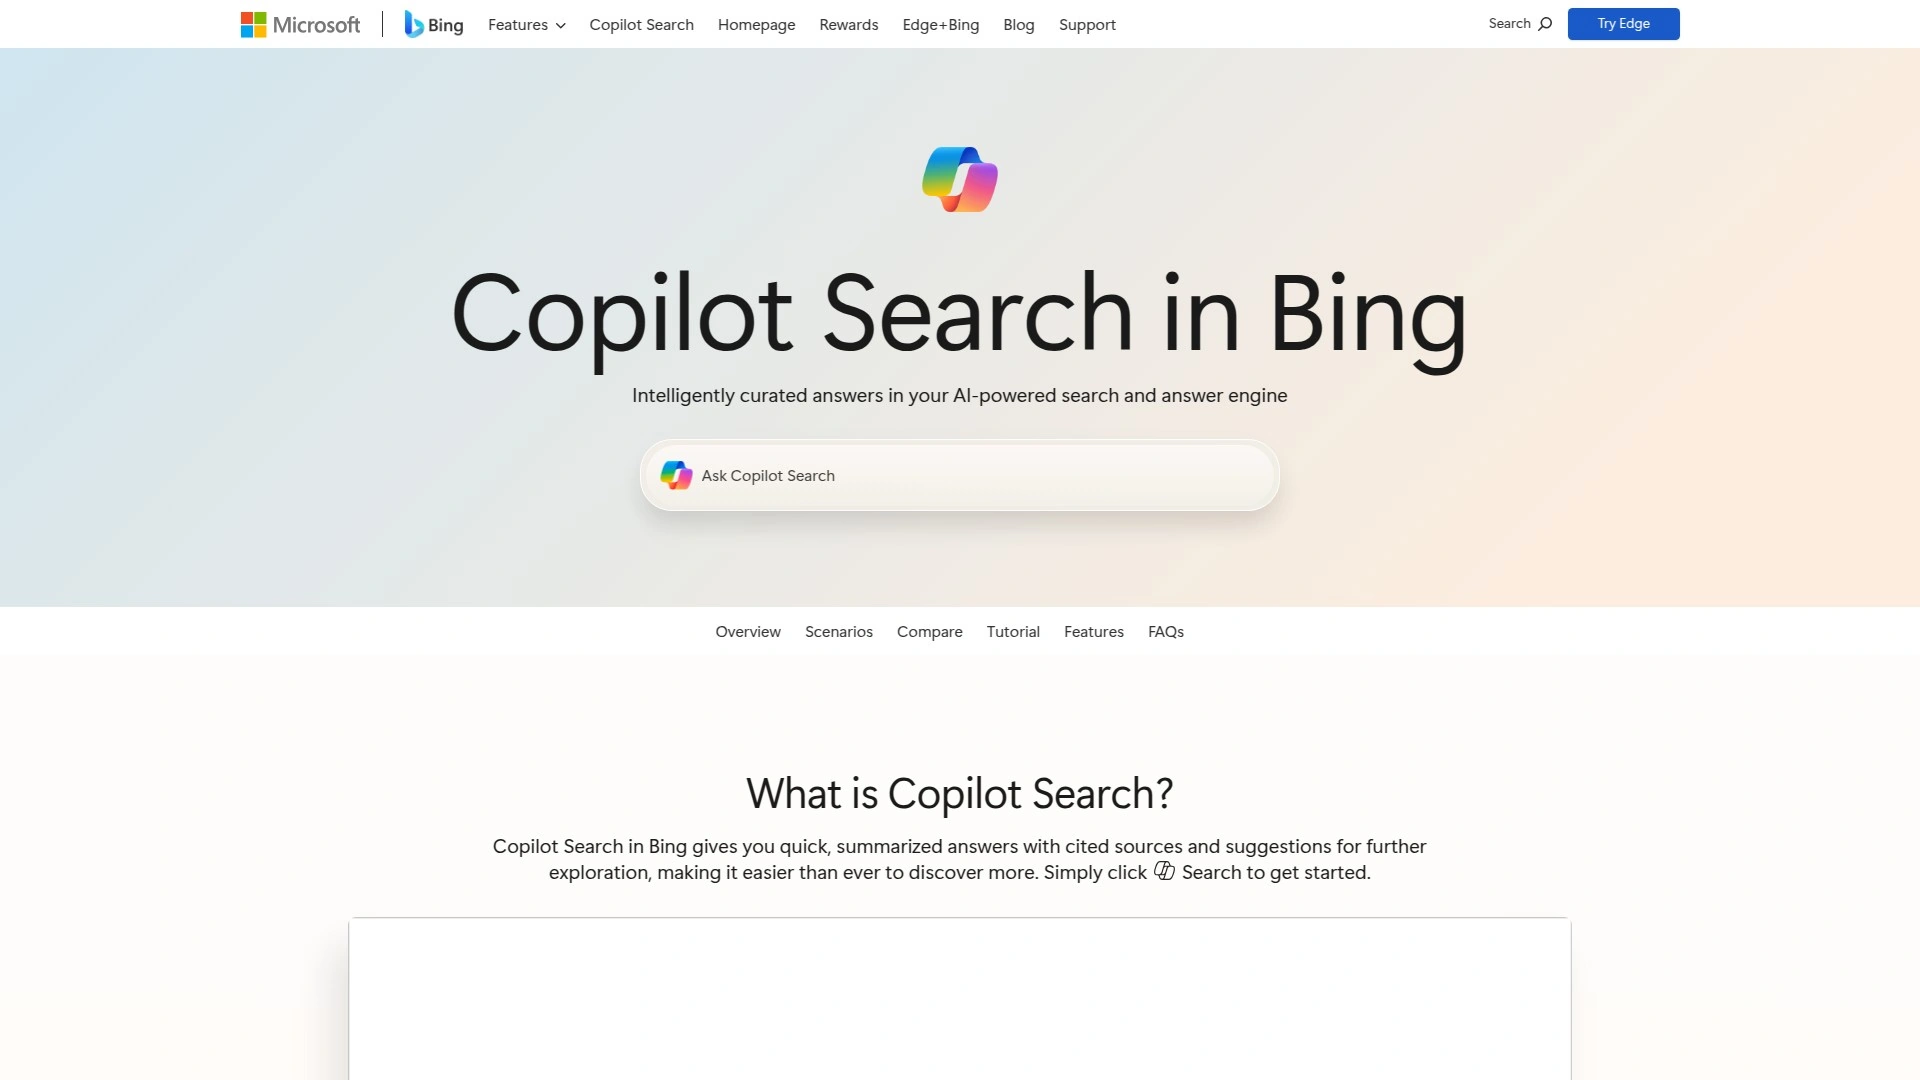 Microsoft
Bing
Features
Copilot Search
Homepage
Rewards
Edge+Bing
Blog
Support
Search
Try Edge
Copilot Search in Bing
Intelligently curated answers in your AI-powered search and answer engine
Ask Copilot Search
Overview
Scenarios
Compare
Tutorial
Features
FAQs
What is Copilot Search?
Copilot Search in Bing gives you quick, summarized answers with cited sources and suggestions for further
exploration, making it easier than ever to discover more. Simply click Search to get started.